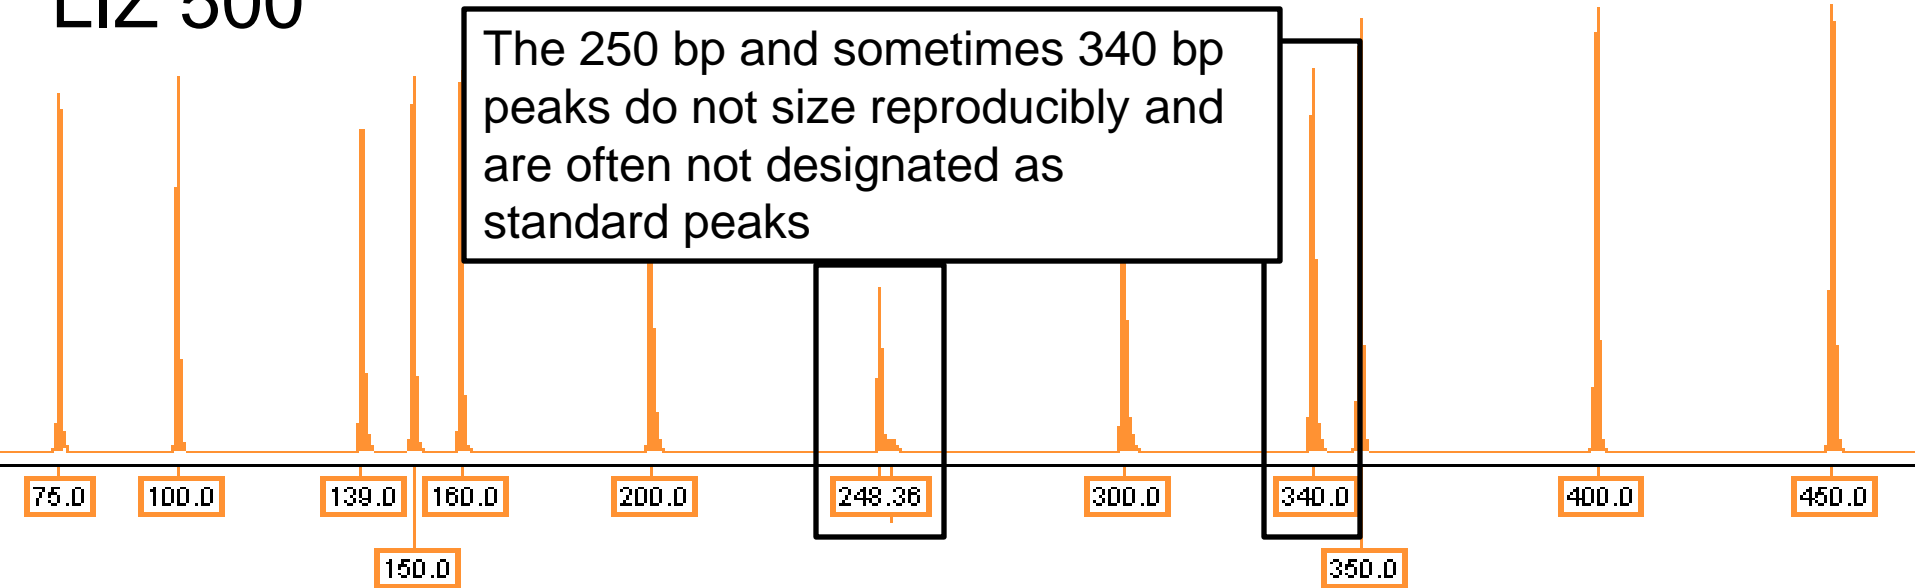 LIZ 500
The 250 bp and sometimes 340 bp
peaks do not size reproducibly and
are often not designated as
standard peaks
75.0 100.0 139.0 160.0 200.0 248.36 300.0 340.0 400.0 450.0
150.0 350.0